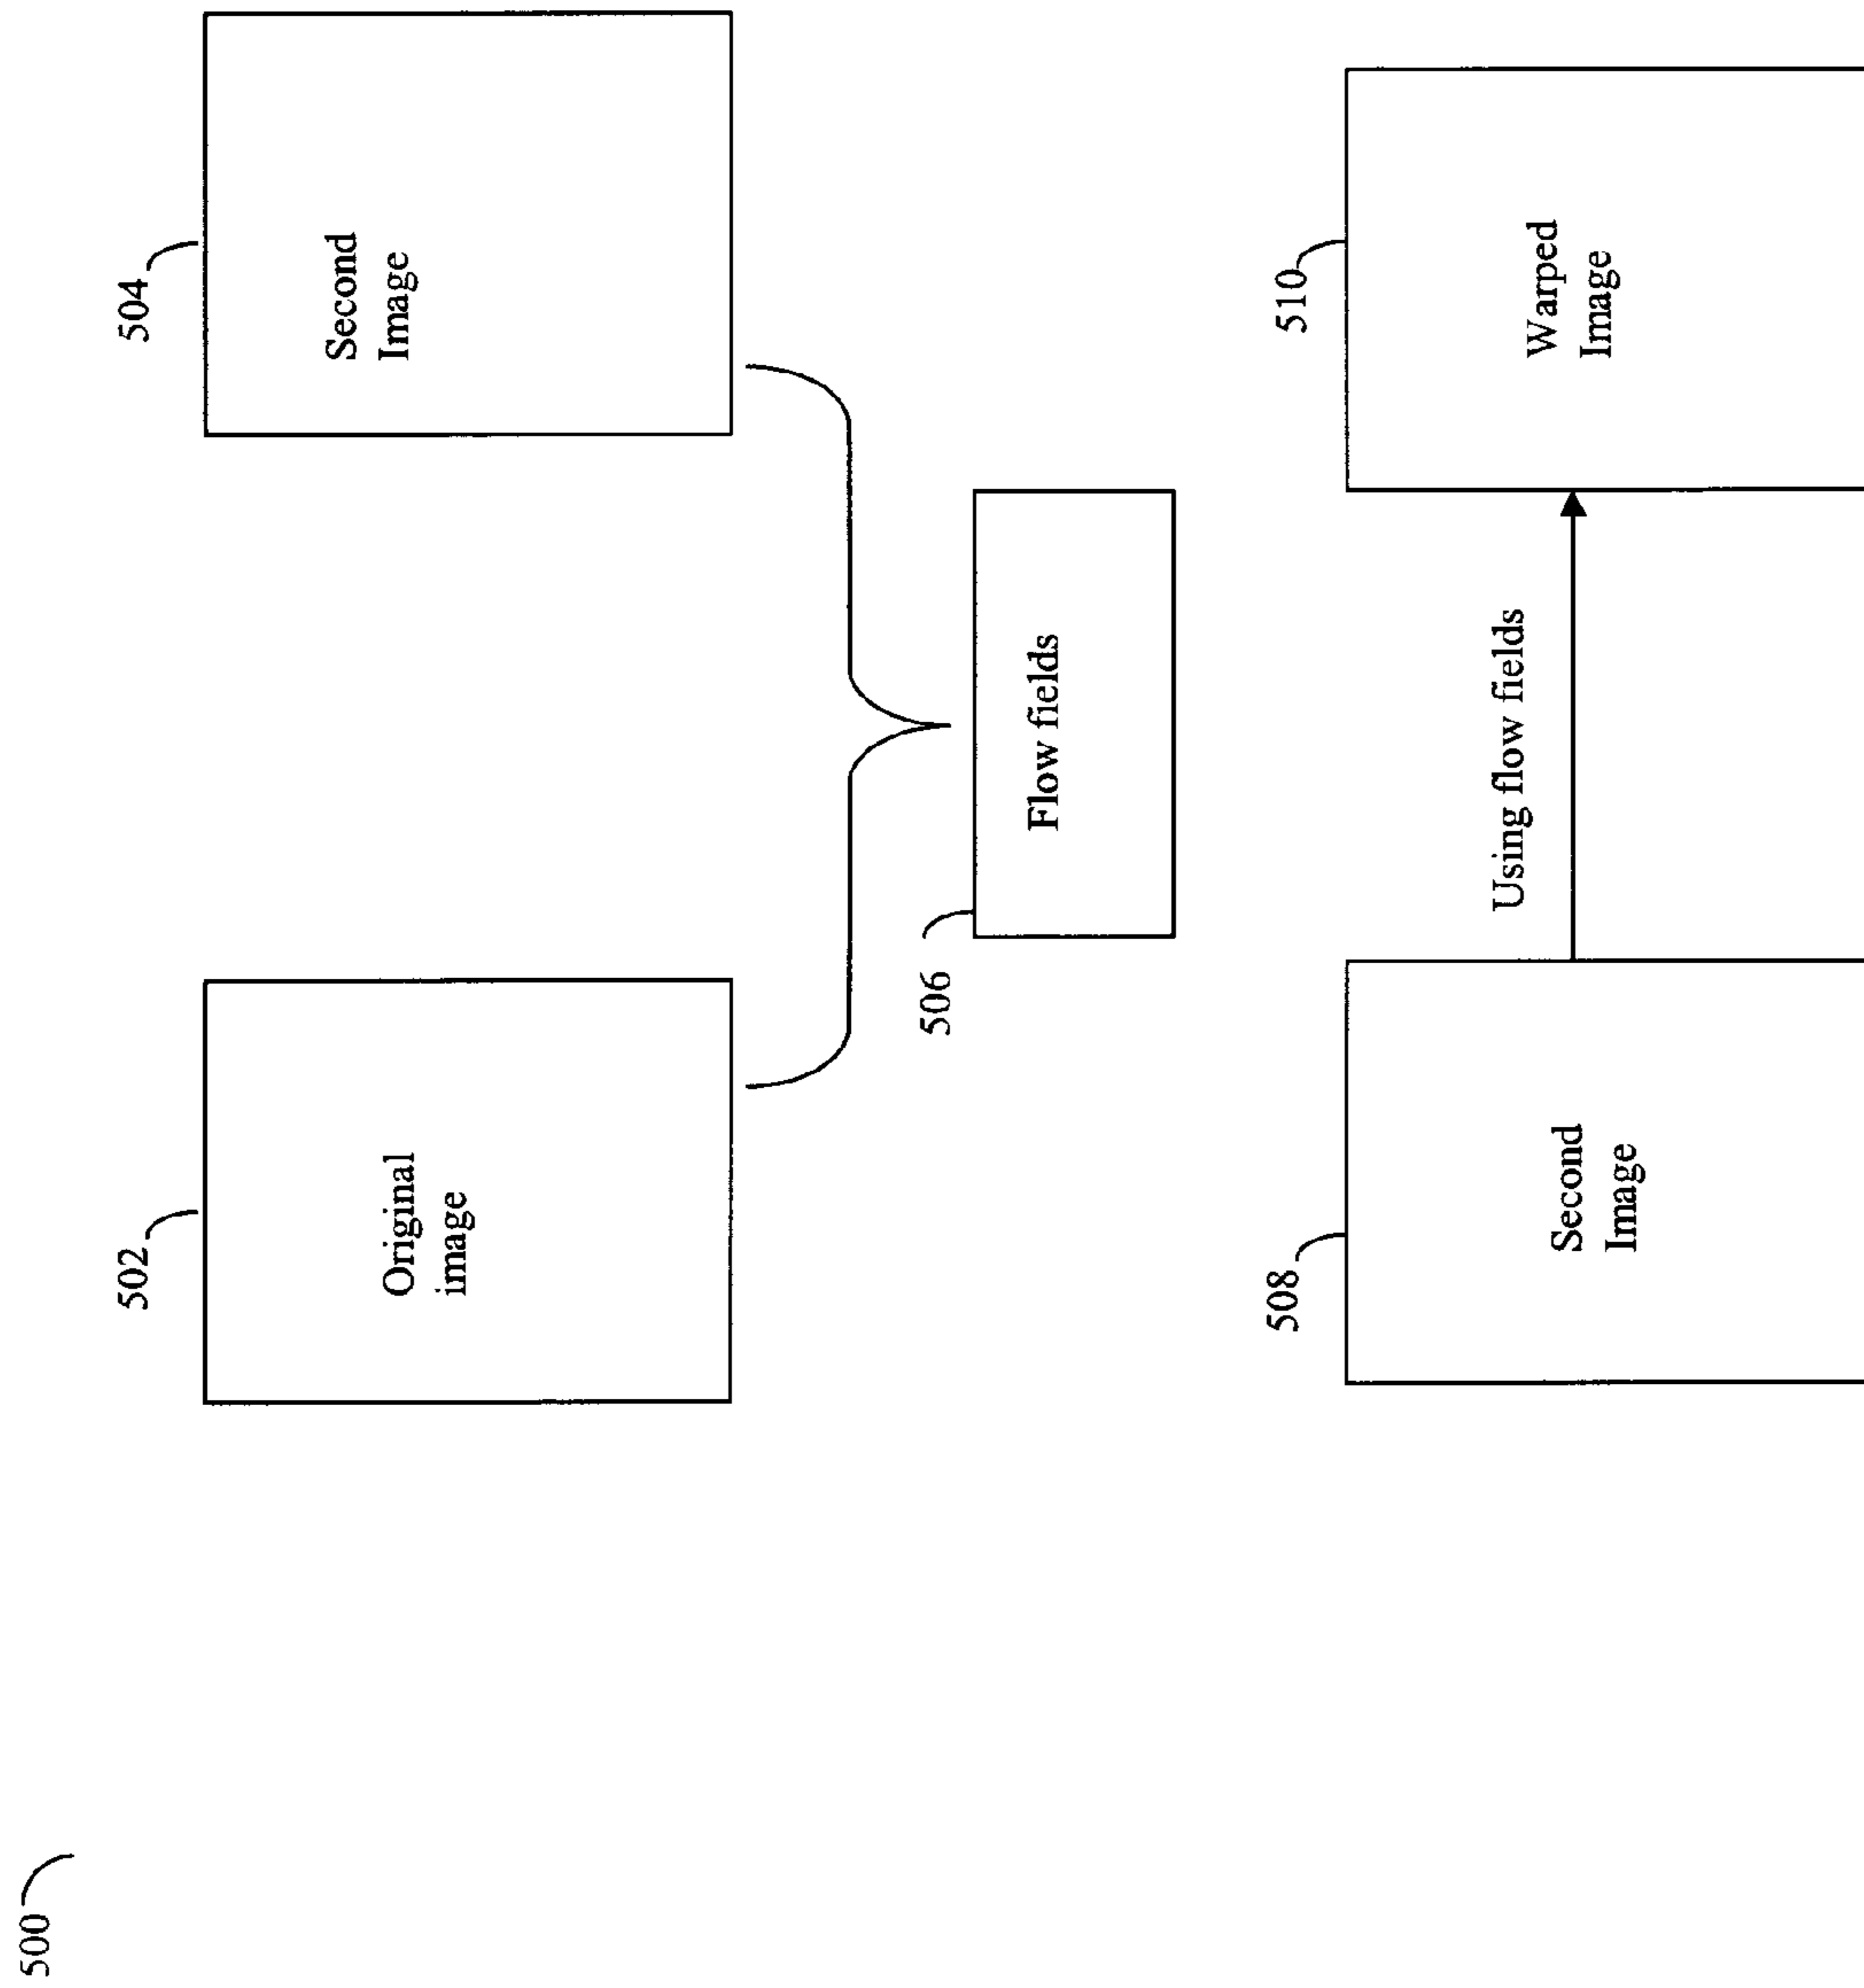 500
502
504
Original
image
Second
Image
506
Flow fields
508
510
Second
Image
Using flow fields
Warped
Image